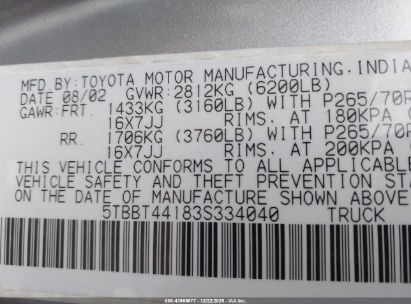 MFD.BY:TOYOTA MOTOR MANUFACTURING.INDIA
DATE 08/02 GVWR:2812KG (6200LB)
GAWR:FRT. 1433KG (3160LB) WITH P265/70R
16X7JJ RIMS. AT 180KPA
RR. 1706KG (3760LB) WITH P265/70R
16X7JJ RIMS. AT 200KPA
THIS VEHICLE CONFORMS TO ALL APPLICABLE
VEHICLE SAFETY AND THEFT PREVENTION STA
ON THE DATE OF MANUFACTURE SHOWN ABOVE
5TBBT44183S334040 TRUCK